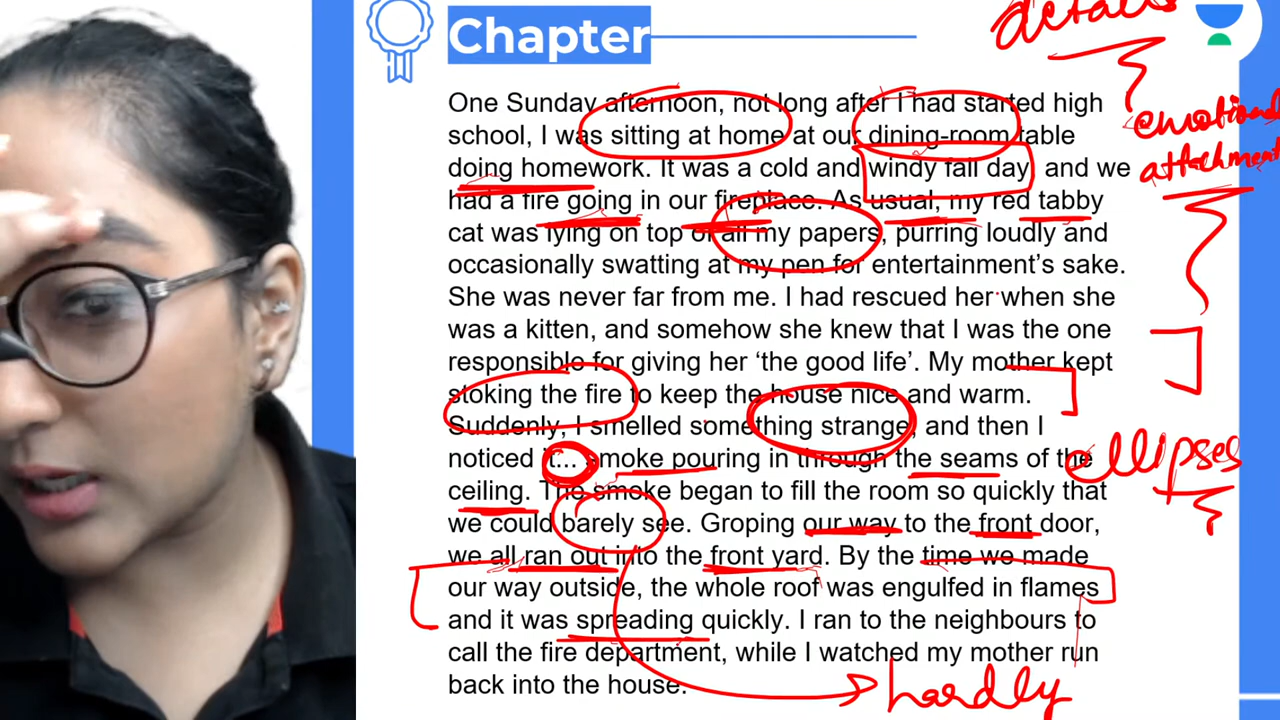 details
Chapter
One Sunday afternoon, not long after I had started high
school, I was sitting at home at our dining-room table
doing homework. It was a cold and windy fall day, and we
had a fire going in our fireplace. As usual, my red tabby
cat was lying on top of all my papers, purring loudly and
occasionally swatting at my pen for entertainment's sake.
She was never far from me. I had rescued her when she
was a kitten, and somehow she knew that I was the one
responsible for giving her 'the good life'. My mother kept
stoking the fire to keep the house nice and warm.
Suddenly, I smelled something strange, and then I
noticed it... smoke pouring in through the seams of the
ceiling. The smoke began to fill the room so quickly that
we could barely see. Groping our way to the front door,
we all ran out into the front yard. By the time we made
our way outside, the whole roof was engulfed in flames
and it was spreading quickly. I ran to the neighbours to
call the fire department, while I watched my mother run
back into the house.
emotional
attachment
ellipses
hardly